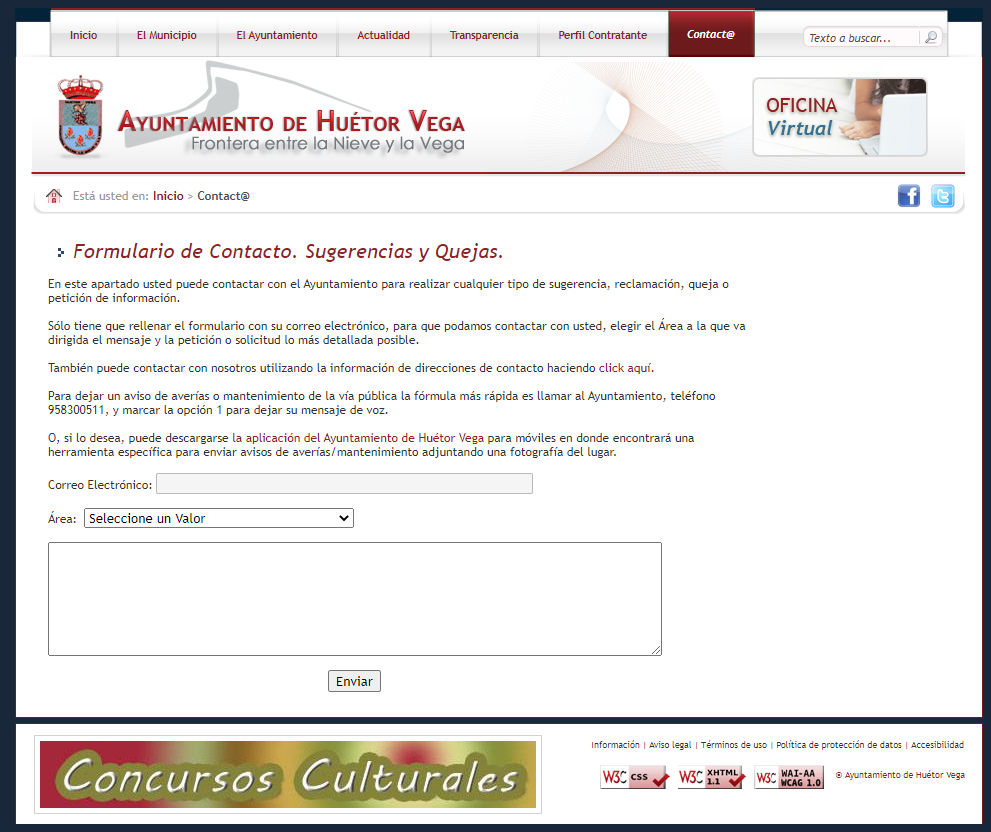 Inicio
El Municipio
El Ayuntamiento
Actualidad
Transparencia
Perfil Contratante
Contact@
Texto a buscar...
Ayuntamiento de Huétor Vega
Frontera entre la Nieve y la Vega
OFICINA
Virtual
Está usted en: Inicio > Contact@
Formulario de Contacto. Sugerencias y Quejas.
En este apartado usted puede contactar con el Ayuntamiento para realizar cualquier tipo de sugerencia, reclamación, queja o
petición de información.
Sólo tiene que rellenar el formulario con su correo electrónico, para que podamos contactar con usted, elegir el Área a la que va
dirigida el mensaje y la petición o solicitud lo más detallada posible.
También puede contactar con nosotros utilizando la información de direcciones de contacto haciendo click aquí.
Para dejar un aviso de averías o mantenimiento de la vía pública la fórmula más rápida es llamar al Ayuntamiento, teléfono
958300511, y marcar la opción 1 para dejar su mensaje de voz.
O, si lo desea, puede descargarse la aplicación del Ayuntamiento de Huétor Vega para móviles en donde encontrará una
herramienta específica para enviar avisos de averías/mantenimiento adjuntando una fotografía del lugar.
Correo Electrónico:
Área: Seleccione un Valor
Enviar
Concursos Culturales
Información | Aviso legal | Términos de uso | Política de protección de datos | Accesibilidad
W3C CSS
W3C XHTML 1.1
W3C WAI-AA WCAG 1.0
© Ayuntamiento de Huétor Vega